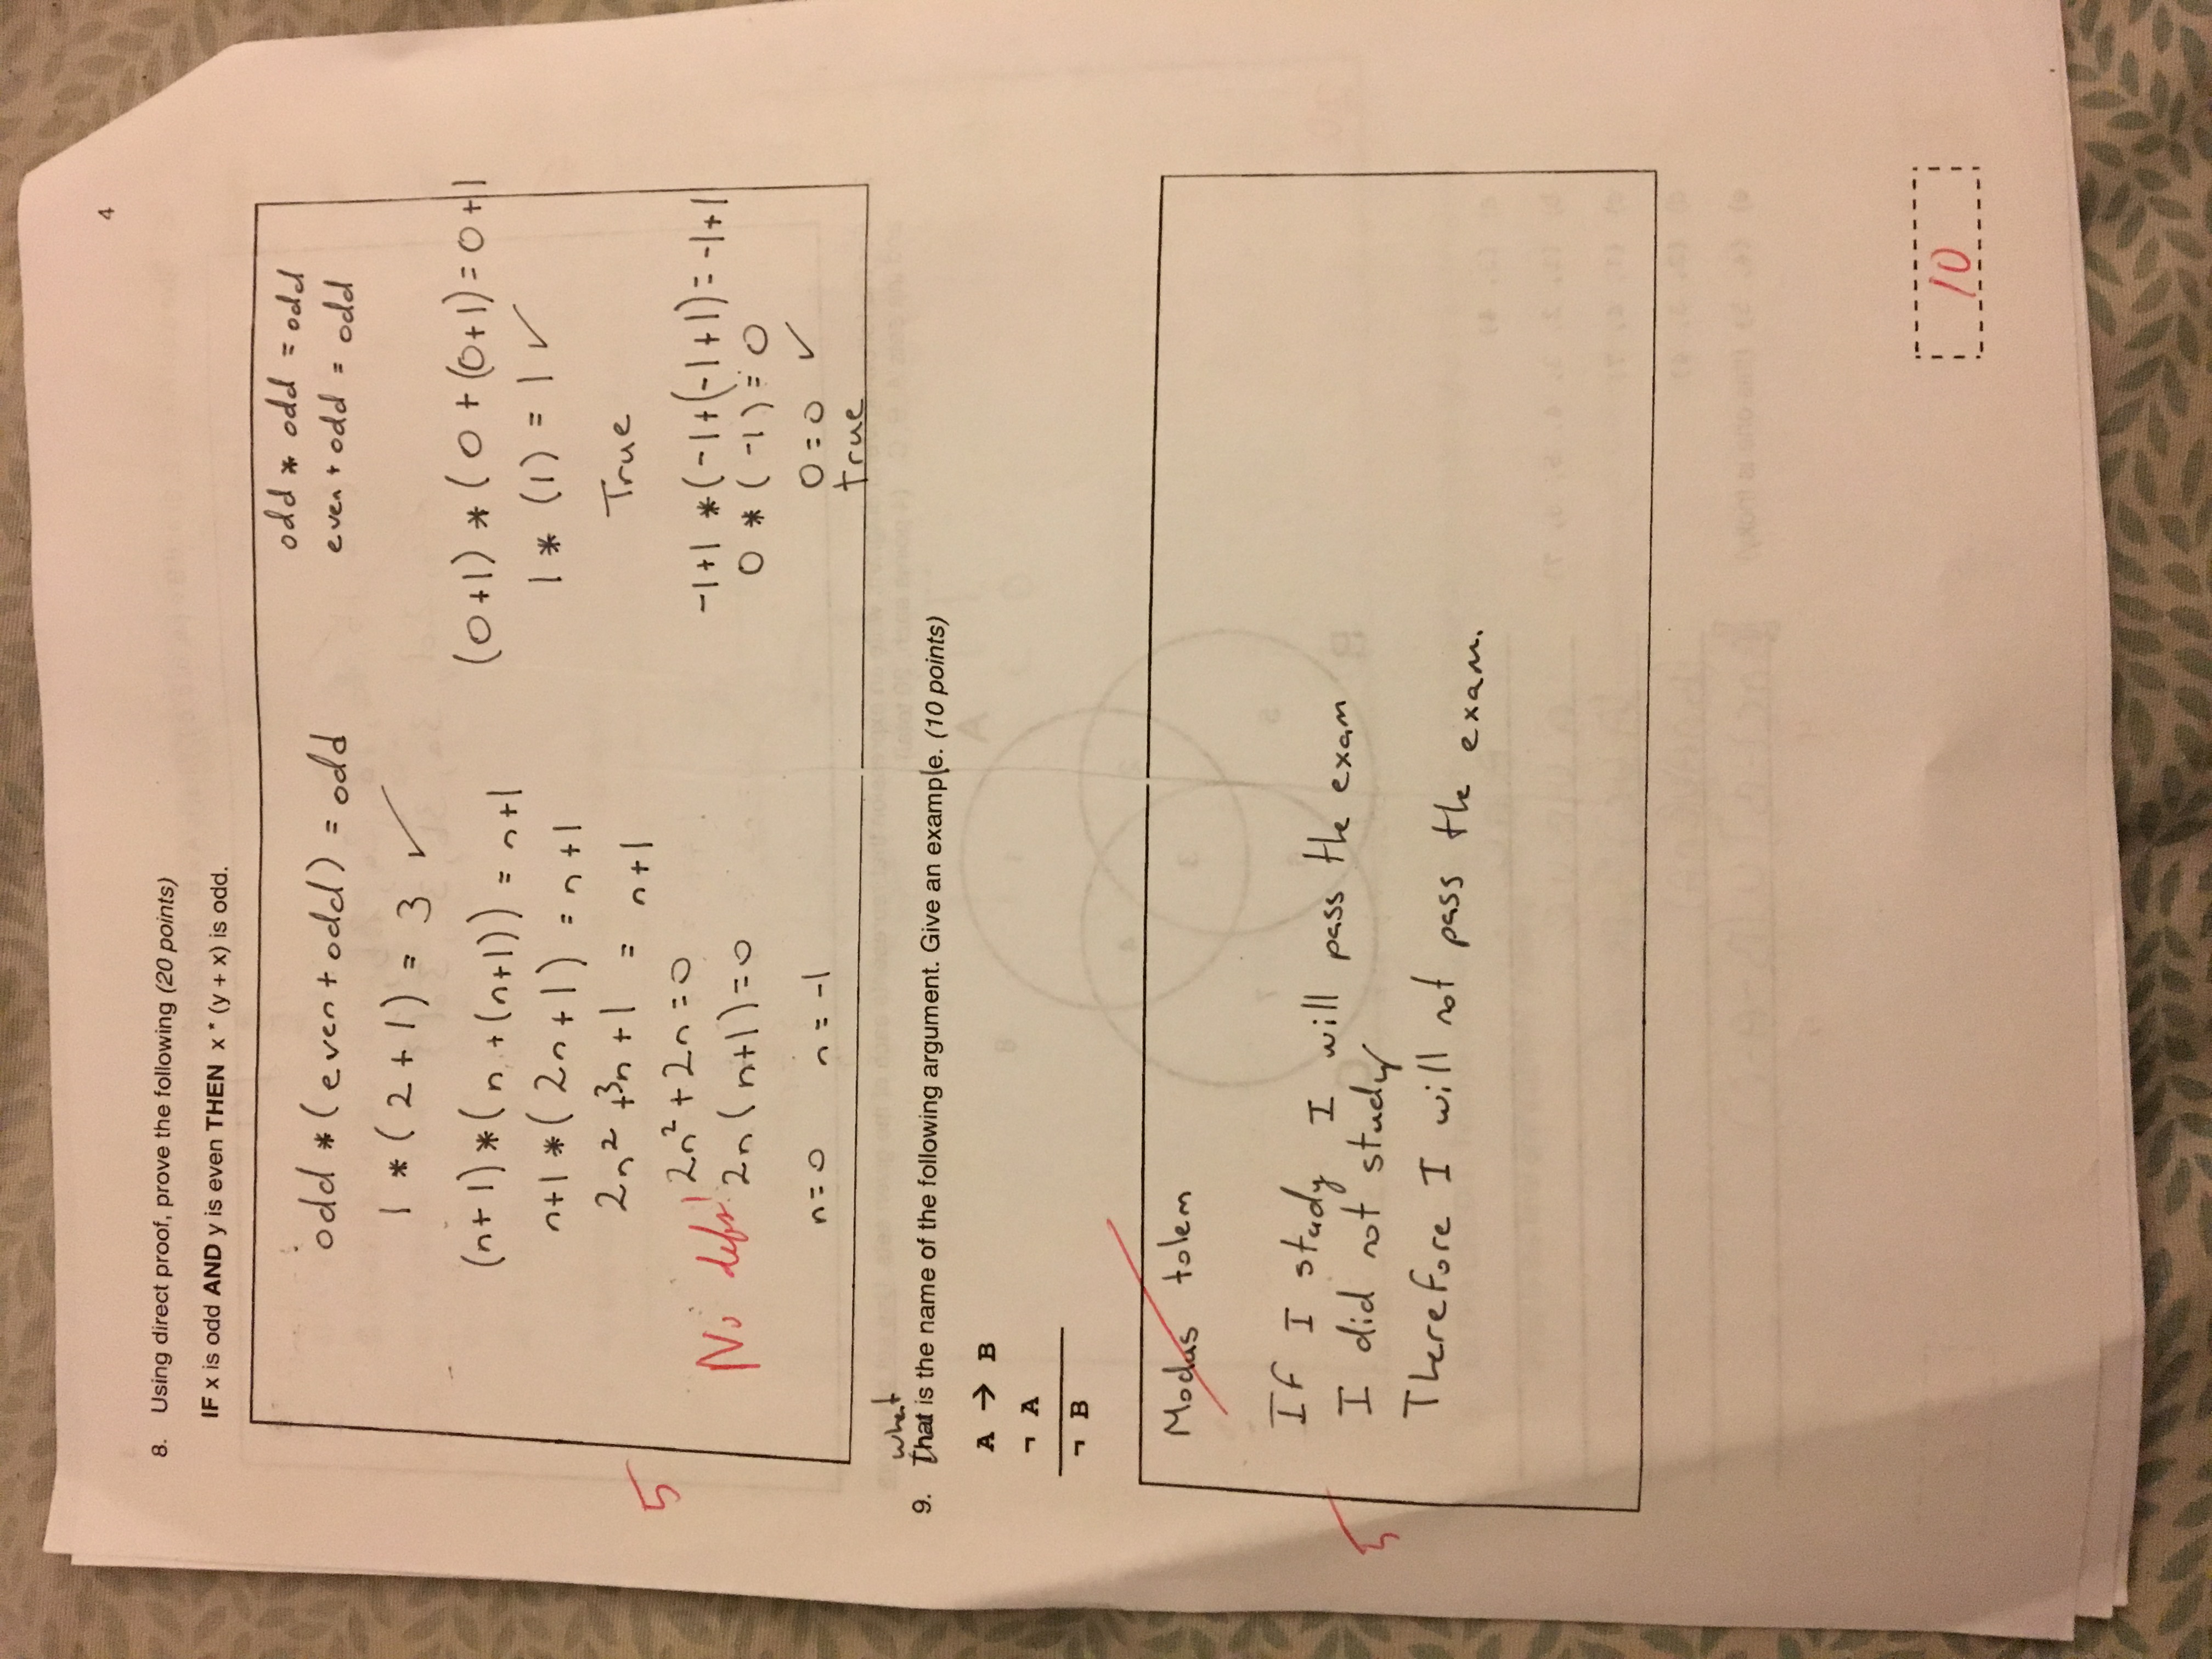 4
8. Using direct proof, prove the following (20 points)
IF x is odd AND y is even THEN x * (y + x) is odd.
odd * odd = odd
even + odd = odd
odd * (even + odd) = odd
1 * (2 + 1) = 3 ✓
(n+1) * (n + (n+1)) = n+1
n+1 * (2n+1) = n+1
2n² + 3n + 1 = n+1
2n² + 2n = 0
2n(n+1) = 0
n = 0 n = -1
(0+1) * (0 + (0+1) = 0+1
1 * (1) = 1 ✓
True
-1+1 * (-1+(-1+1) = -1+1
0 * (-1) = 0
0 = 0 ✓
true
5
No defs!
what
9. That is the name of the following argument. Give an example. (10 points)
A → B
¬ A
¬ B
Modus tolem
If I study I will pass the exam
I did not study
Therefore I will not pass the exam.
5
10